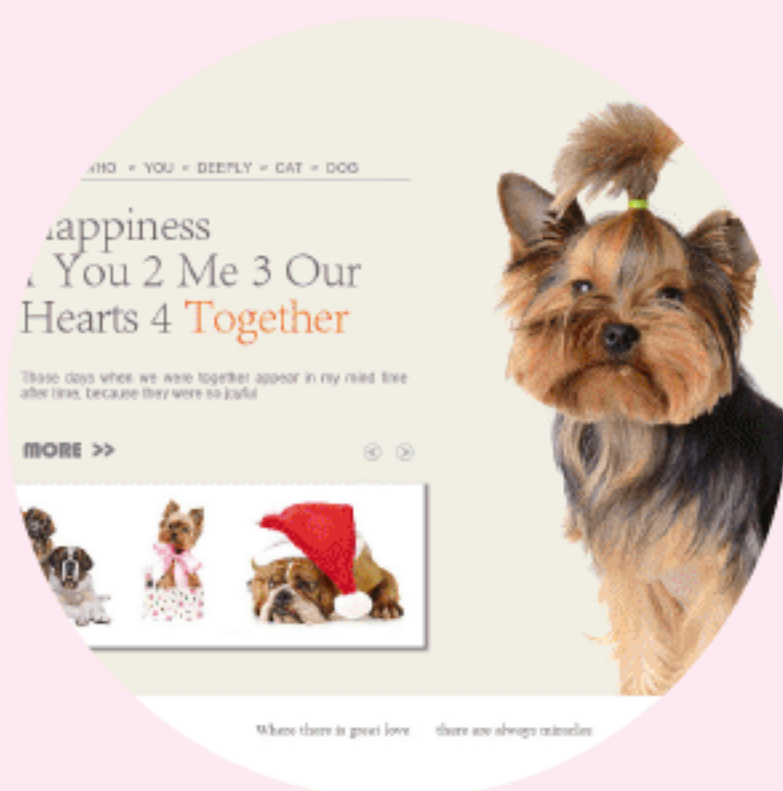 WHO YOU DEEPLY CAT DOG
Happiness
You 2 Me 3 Our
Hearts 4 Together
Those days when we were together appear in my mind time
after time, because they were so joyful
MORE >>
Where there is great love there are always miracles